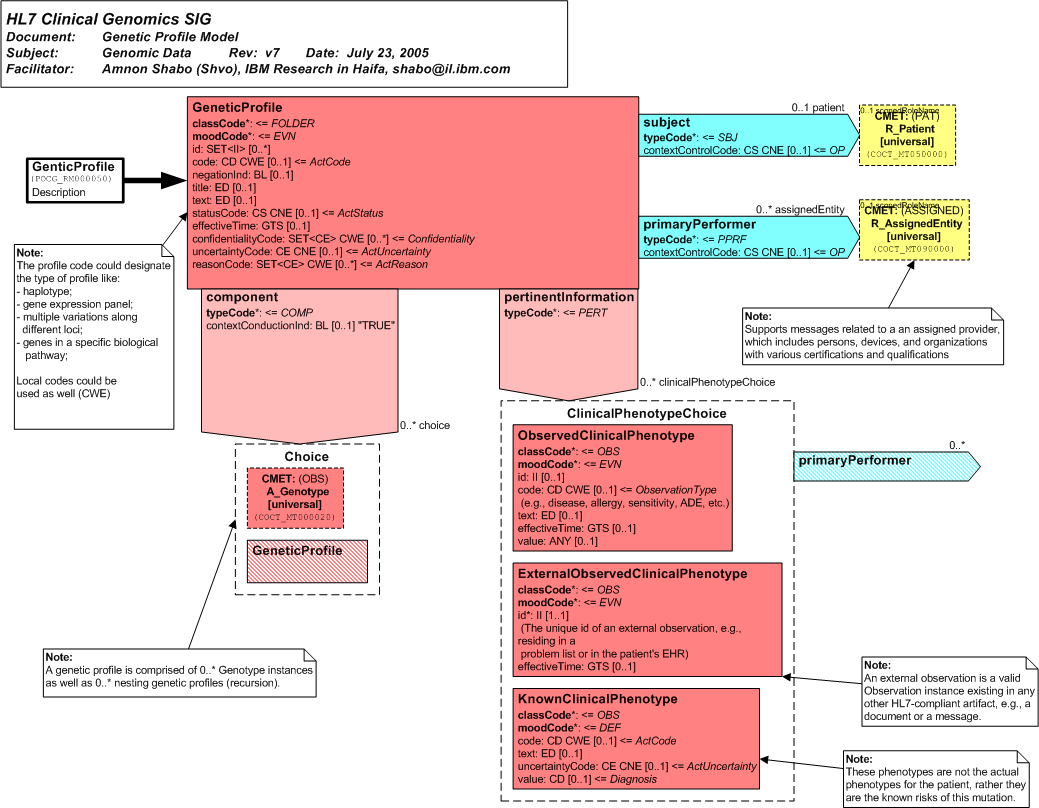 HL7 Clinical Genomics SIG
Document: Genetic Profile Model
Subject: Genomic Data Rev: v7 Date: July 23, 2005
Facilitator: Amnon Shabo (Shvo), IBM Research in Haifa, shabo@il.ibm.com
GenticProfile
(POCG_RM000050)
Description
GeneticProfile
classCode*: <= FOLDER
moodCode*: <= EVN
id: SET<II> [0..*]
code: CD CWE [0..1] <= ActCode
negationInd: BL [0..1]
title: ED [0..1]
text: ED [0..1]
statusCode: CS CNE [0..1] <= ActStatus
effectiveTime: GTS [0..1]
confidentialityCode: SET<CE> CWE [0..*] <= Confidentiality
uncertaintyCode: CE CNE [0..1] <= ActUncertainty
reasonCode: SET<CE> CWE [0..*] <= ActReason
0..1 patient
subject
typeCode*: <= SBJ
contextControlCode: CS CNE [0..1] <= OP
0..1 scopedRoleName
CMET: (PAT)
R_Patient
[universal]
(COCT_MT050000)
0..* assignedEntity
primaryPerformer
typeCode*: <= PPRF
contextControlCode: CS CNE [0..1] <= OP
0..1 scopedRoleName
CMET: (ASSIGNED)
R_AssignedEntity
[universal]
(COCT_MT090000)
Note:
The profile code could designate
the type of profile like:
- haplotype;
- gene expression panel;
- multiple variations along
different loci;
- genes in a specific biological
pathway;
Local codes could be
used as well (CWE)
component
typeCode*: <= COMP
contextConductionInd: BL [0..1] "TRUE"
0..* choice
pertinentInformation
typeCode*: <= PERT
0..* clinicalPhenotypeChoice
Note:
Supports messages related to a an assigned provider,
which includes persons, devices, and organizations
with various certifications and qualifications
Choice
CMET: (OBS)
A_Genotype
[universal]
(COCT_MT000020)
GeneticProfile
ClinicalPhenotypeChoice
ObservedClinicalPhenotype
classCode*: <= OBS
moodCode*: <= EVN
id: II [0..1]
code: CD CWE [0..1] <= ObservationType
(e.g., disease, allergy, sensitivity, ADE, etc.)
text: ED [0..1]
effectiveTime: GTS [0..1]
value: ANY [0..1]
0..*
primaryPerformer
ExternalObservedClinicalPhenotype
classCode*: <= OBS
moodCode*: <= EVN
id*: II [1..1]
(The unique id of an external observation, e.g.,
residing in a
problem list or in the patient's EHR)
effectiveTime: GTS [0..1]
Note:
A genetic profile is comprised of 0..* Genotype instances
as well as 0..* nesting genetic profiles (recursion).
Note:
An external observation is a valid
Observation instance existing in any
other HL7-compliant artifact, e.g., a
document or a message.
KnownClinicalPhenotype
classCode*: <= OBS
moodCode*: <= DEF
code: CD CWE [0..1] <= ActCode
text: ED [0..1]
uncertaintyCode: CE CNE [0..1] <= ActUncertainty
value: CD [0..1] <= Diagnosis
Note:
These phenotypes are not the actual
phenotypes for the patient, rather they
are the known risks of this mutation.